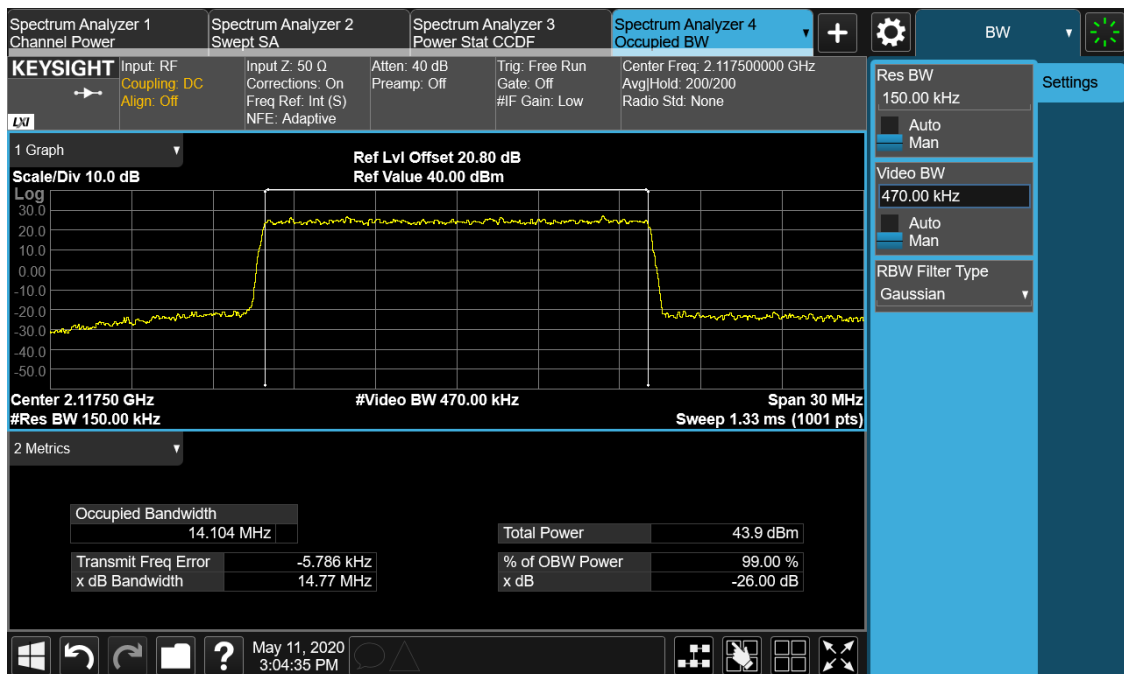 Spectrum Analyzer 1
Channel Power
Spectrum Analyzer 2
Swept SA
Spectrum Analyzer 3
Power Stat CCDF
Spectrum Analyzer 4
Occupied BW
BW
KEYSIGHT
LXI
Input: RF
Coupling: DC
Align: Off
Input Z: 50 Ω
Corrections: On
Freq Ref: Int (S)
NFE: Adaptive
Atten: 40 dB
Preamp: Off
Trig: Free Run
Gate: Off
#IF Gain: Low
Center Freq: 2.117500000 GHz
Avg|Hold: 200/200
Radio Std: None
Res BW
150.00 kHz
Auto
Man
Video BW
470.00 kHz
Auto
Man
RBW Filter Type
Gaussian
Settings
1 Graph
Scale/Div 10.0 dB
Ref Lvl Offset 20.80 dB
Ref Value 40.00 dBm
Log
30.0
20.0
10.0
0.00
-10.0
-20.0
-30.0
-40.0
-50.0
Center 2.11750 GHz
#Video BW 470.00 kHz
Span 30 MHz
#Res BW 150.00 kHz
Sweep 1.33 ms (1001 pts)
2 Metrics
Occupied Bandwidth
14.104 MHz
Total Power 43.9 dBm
Transmit Freq Error -5.786 kHz
% of OBW Power 99.00 %
x dB Bandwidth 14.77 MHz
x dB -26.00 dB
?
May 11, 2020
3:04:35 PM